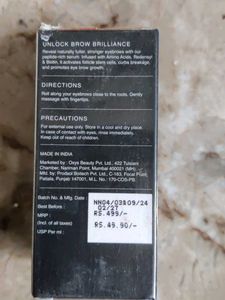 UNLOCK BROW BRILLIANCE
Reveal naturally fuller, stronger eyebrows with our
peptide-rich serum. Infused with Amino Acids, Redensyl
& Biotin, it activates follicle stem cells, curbs breakage,
and promotes eyebrow growth.
DIRECTIONS
Roll along your eyebrows close to the roots. Gently
massage with fingertips.
PRECAUTIONS
For external use only. Store in a cool and dry place.
In case of contact with eyes, rinse immediately.
Keep out of reach of children.
MADE IN INDIA
Marketed by : Oxys Beauty Pvt Ltd., 422 Tulsiani
Chamber, Nariman Point, Mumbai 400021 (MH).
Mfd. by: Prodacl Biotech Pvt Ltd., C-183, Focal Point,
Patiala, Punjab 147001, M.L. No.: 170-COS-PB
Batch No. & Mfg. Date : NN04/03 09/24
Best Before : 02/27
MRP : RS.499/-
(Incl. of all taxes)
USP Per ml : RS.49.90/-